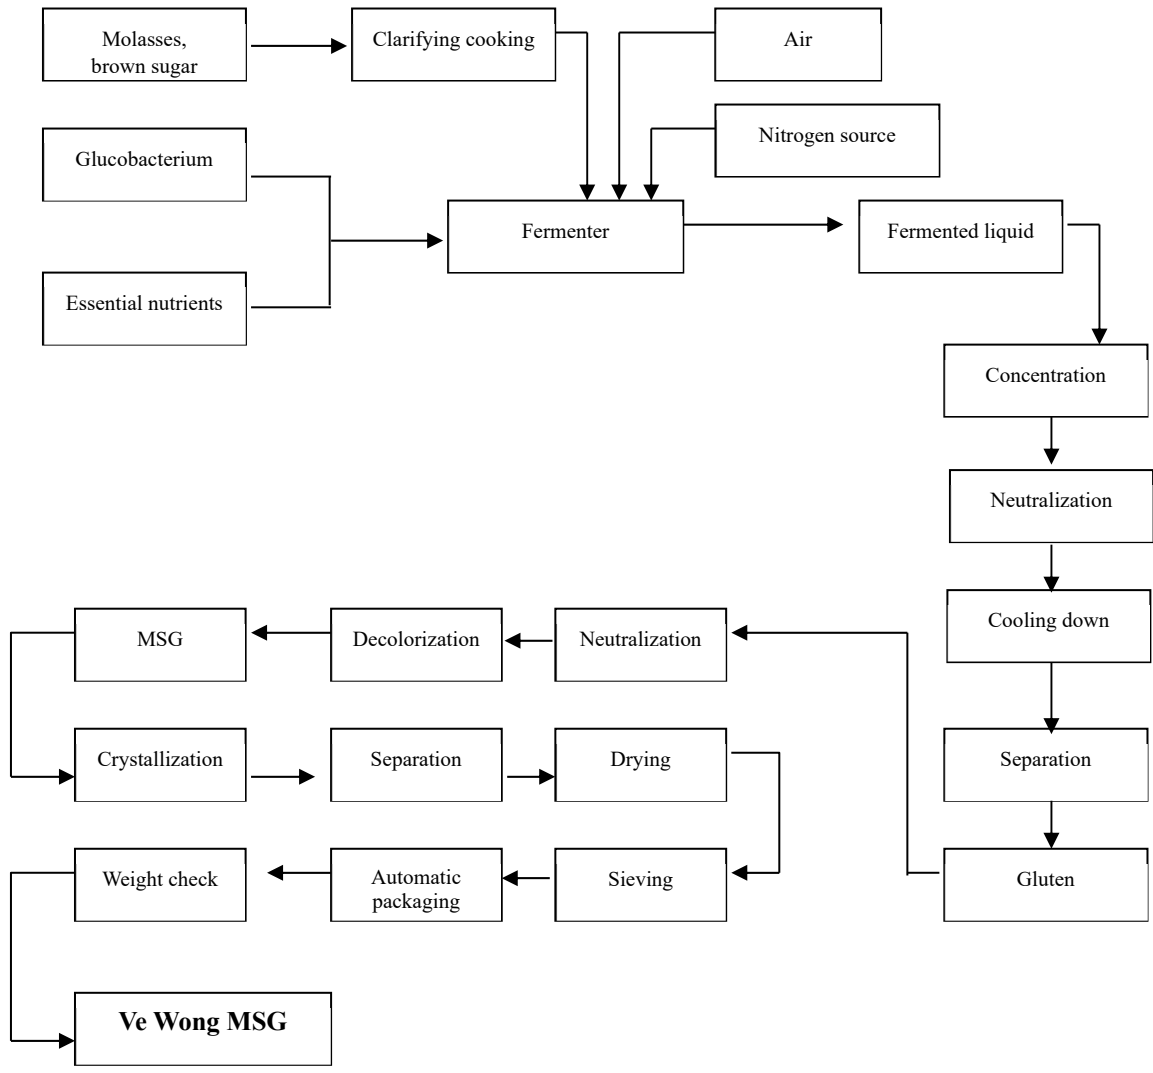 Molasses,
brown sugar
Clarifying cooking
Air
Nitrogen source
Glucobacterium
Fermenter
Fermented liquid
Essential nutrients
Concentration
Neutralization
Cooling down
Separation
Gluten
Neutralization
Decolorization
MSG
Crystallization
Separation
Drying
Sieving
Automatic
packaging
Weight check
Ve Wong MSG